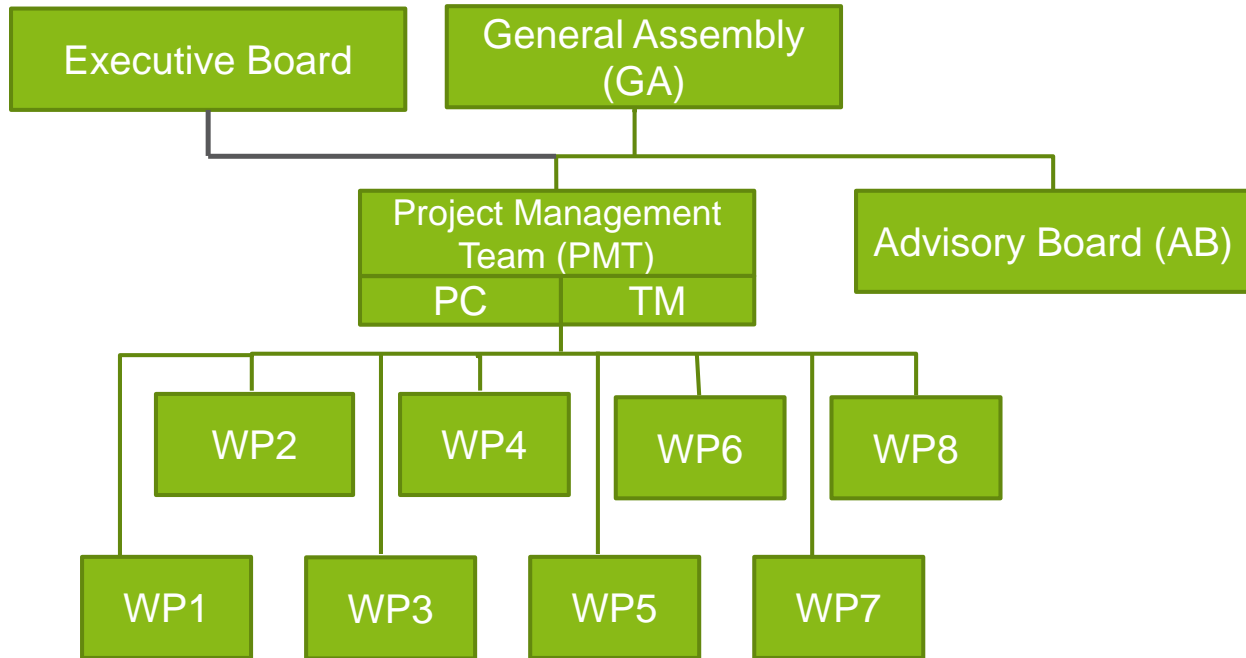 Executive Board
General Assembly
(GA)
Project Management
Team (PMT)
Advisory Board (AB)
PC
TM
WP2
WP4
WP6
WP8
WP1
WP3
WP5
WP7